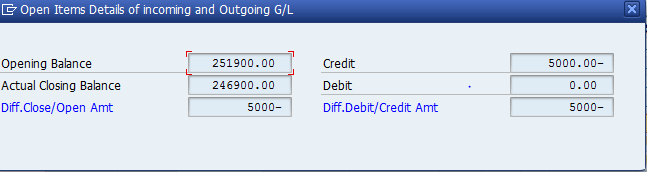 Open Items Details of incoming and Outgoing G/L
Opening Balance 251900.00 Credit 5000.00-
Actual Closing Balance 246900.00 Debit 0.00
Diff.Close/Open Amt 5000- Diff.Debit/Credit Amt 5000-